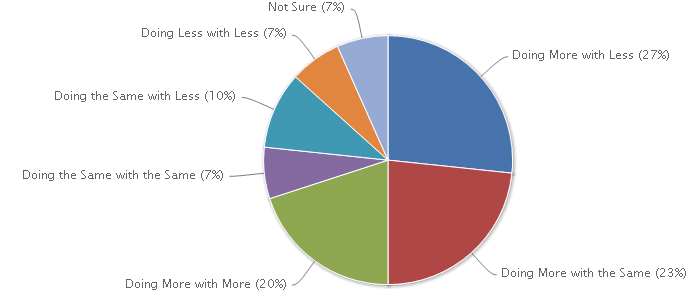 Not Sure (7%)
Doing Less with Less (7%)
Doing More with Less (27%)
Doing the Same with Less (10%)
Doing the Same with the Same (7%)
Doing More with the Same (23%)
Doing More with More (20%)